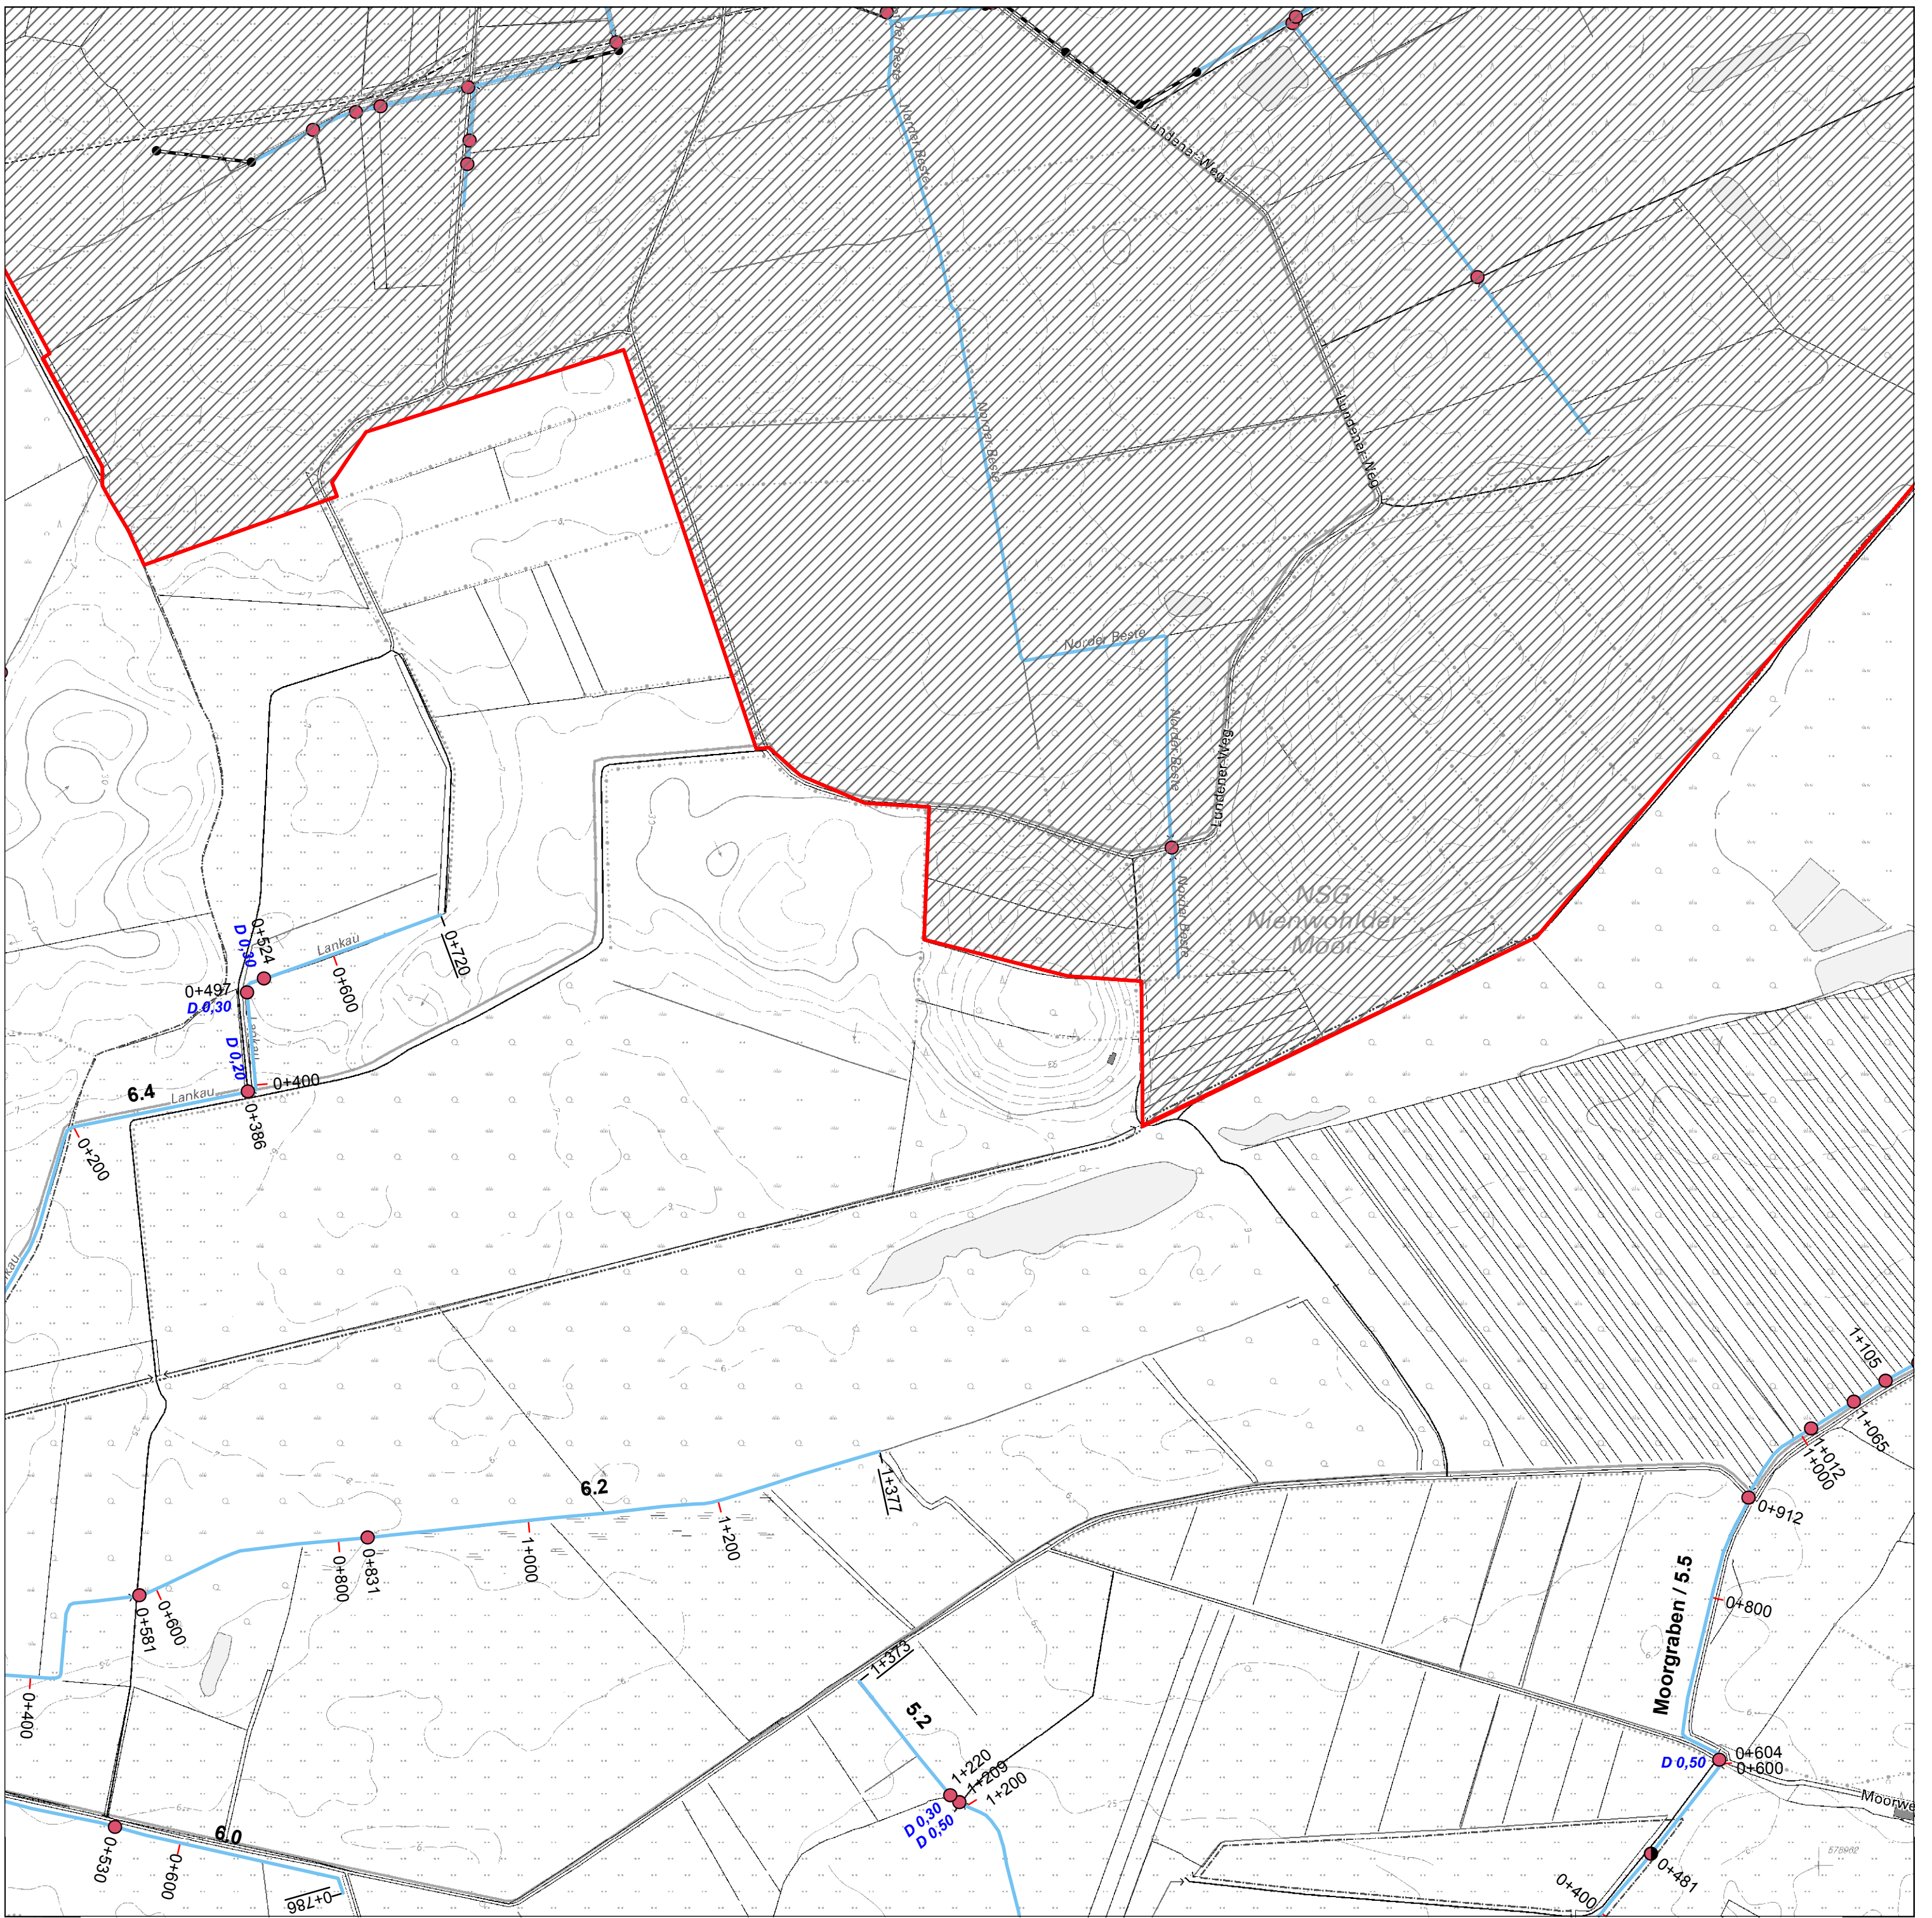 Norder Beste
Norder Beste
Lundener Weg
Norder Beste
Lundener Weg
Norder Beste
Norder Beste
Lundener Weg
Norder Beste
NSG
Nienwohlder
Moor
0+524
D 0,30
Lankau
0+720
0+600
0+497
D 0,30
Lankau
D 0,20
0+400
6.4
Lankau
0+386
0+200
1+105
1+065
1+012
1+000
0+912
6.2
1+377
1+200
1+000
0+831
0+800
0+600
0+581
0+400
Moorgraben / 5.5
0+800
1+373
5.2
1+220
1+209
1+200
D 0,30
D 0,50
D 0,50
0+604
0+600
Moorwe
6.0
0+530
0+600
0+786
0+481
0+400